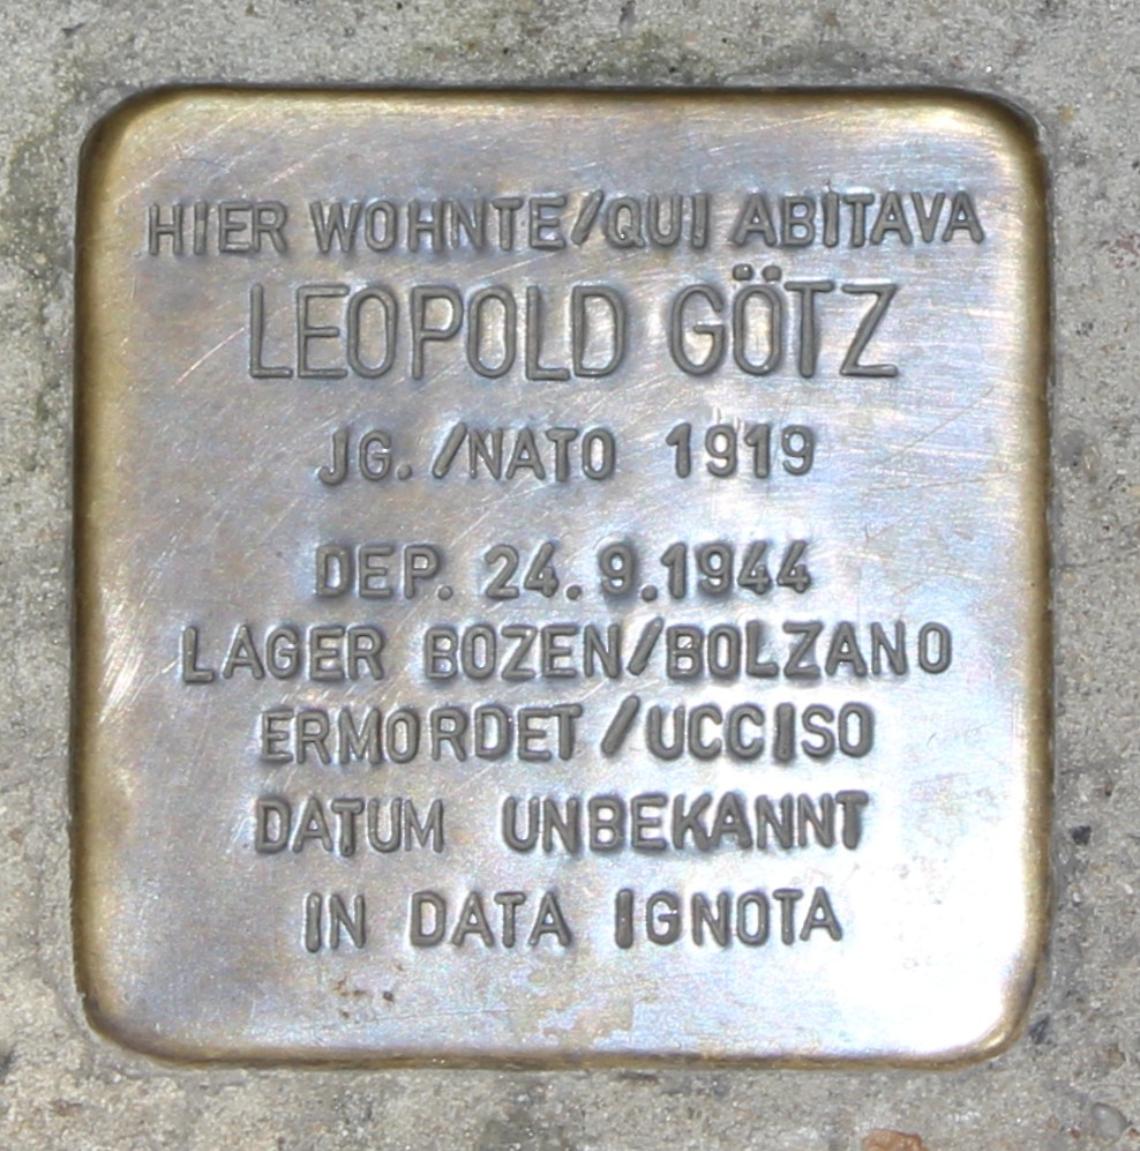 HIER WOHNTE/QUI ABITAVA
LEOPOLD GÖTZ
JG./NATO 1919
DEP. 24.9.1944
LAGER BOZEN/BOLZANO
ERMORDET/UCCISO
DATUM UNBEKANNT
IN DATA IGNOTA